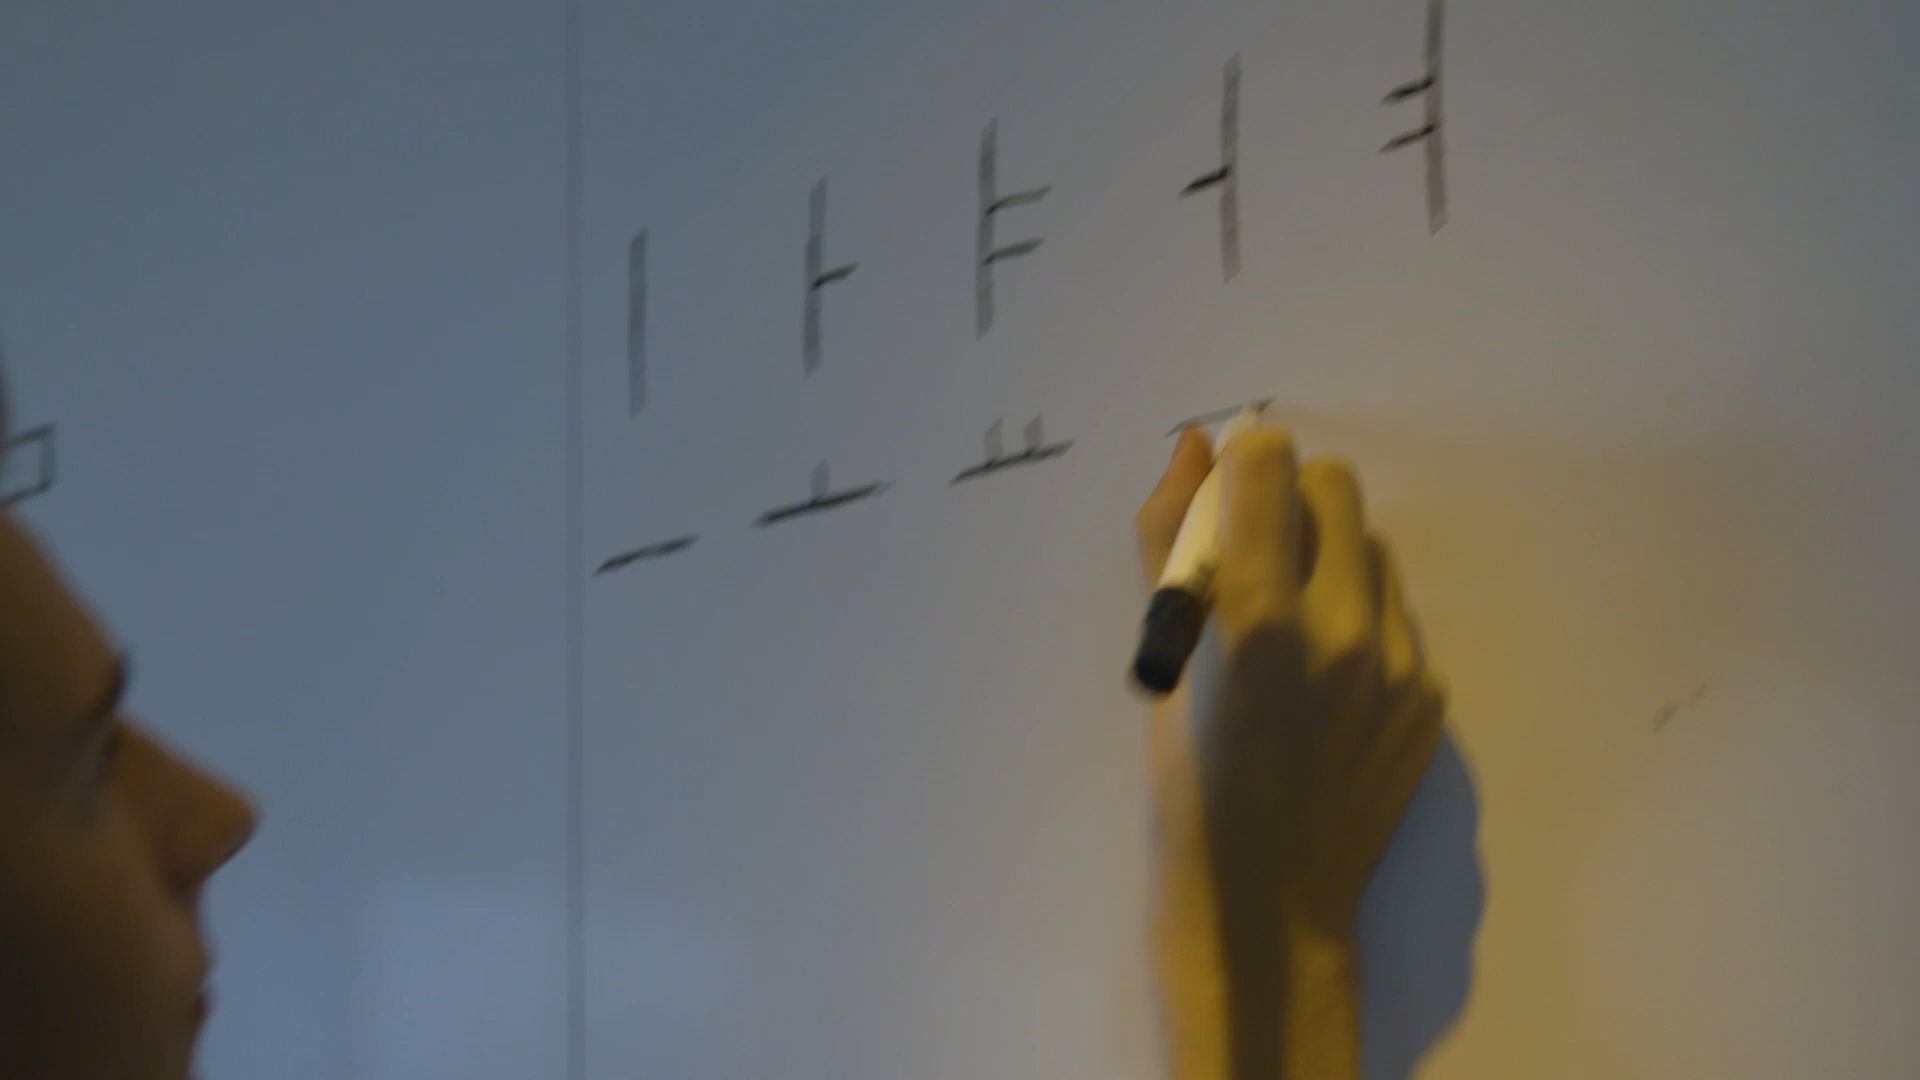 ㅣ ㅏ ㅑ ㅓ ㅕ
ㅡ ㅗ ㅛ